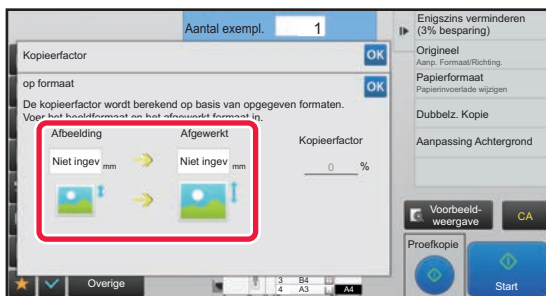 Aantal exempl. 1
Kopieerfactor OK
op formaat OK
De kopieerfactor wordt berekend op basis van opgegeven formaten.
Voer het beeldformaat en het afgewerkt formaat in.
Afbeelding Afgewerkt Kopieerfactor
Niet ingev mm Niet ingev mm 0 %
Overige
3 B4
4 A3 A4
Enigszins verminderen
(3% besparing)
Origineel
Aanp. Formaat/Richting.
Papierformaat
Papierinvoerlade wijzigen
Dubbelz. Kopie
Aanpassing Achtergrond
Voorbeeld-
weergave
CA
Proefkopie
Start